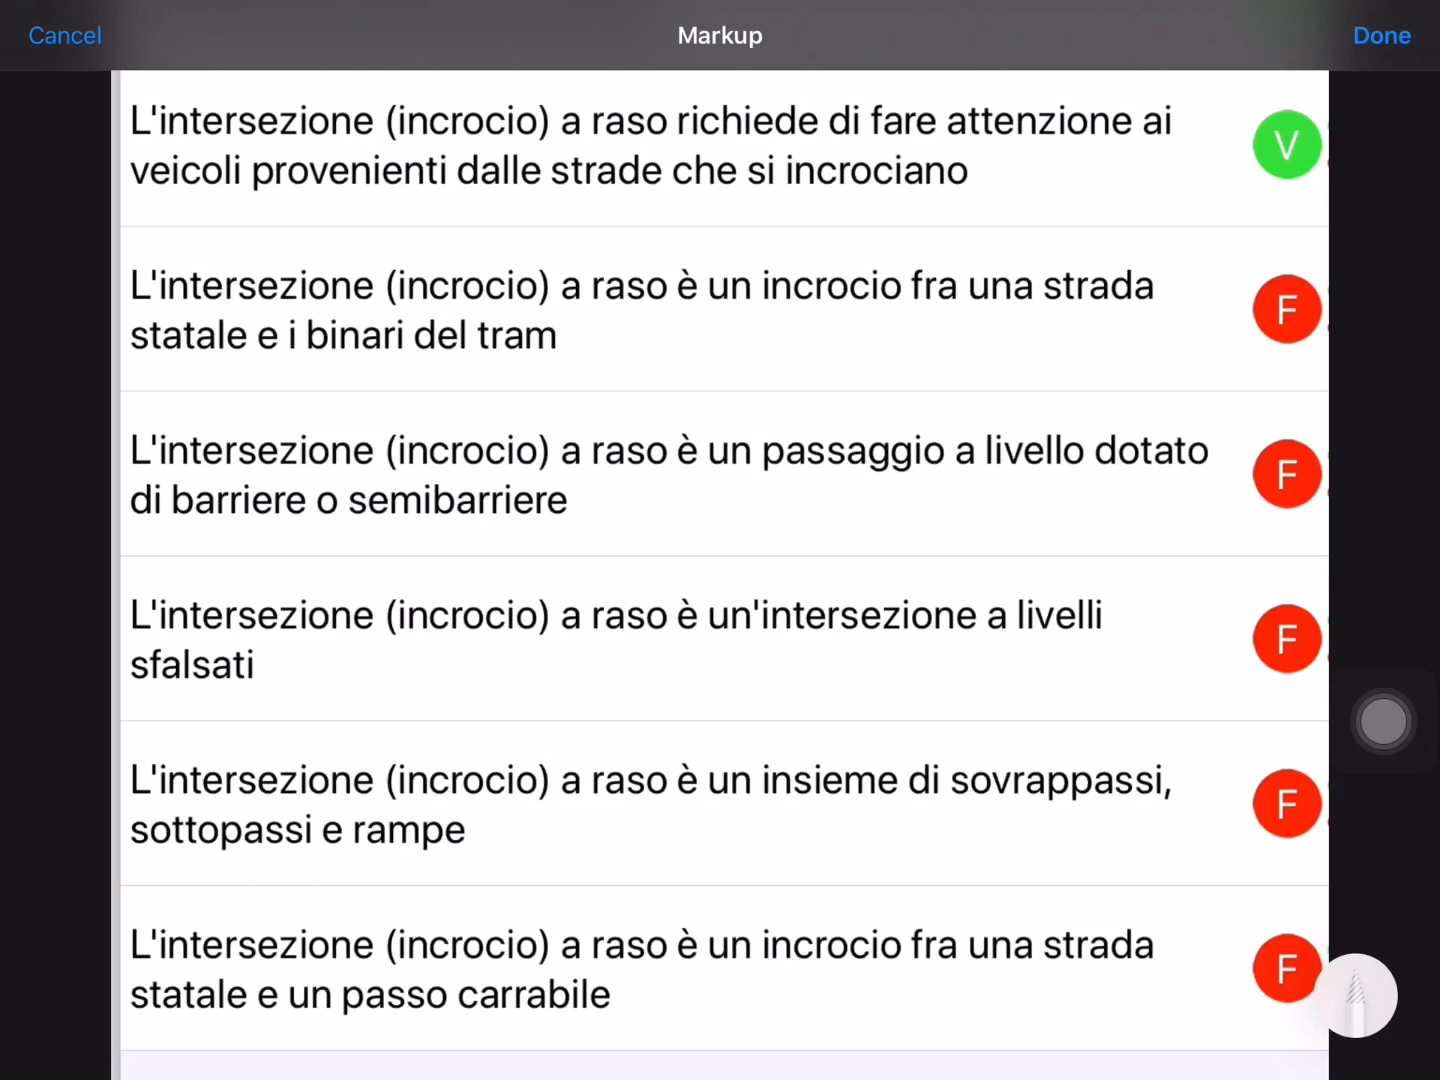 Cancel
Markup
Done
L'intersezione (incrocio) a raso richiede di fare attenzione ai
veicoli provenienti dalle strade che si incrociano
V
L'intersezione (incrocio) a raso è un incrocio fra una strada
statale e i binari del tram
F
L'intersezione (incrocio) a raso è un passaggio a livello dotato
di barriere o semibarriere
F
L'intersezione (incrocio) a raso è un'intersezione a livelli
sfalsati
F
L'intersezione (incrocio) a raso è un insieme di sovrappassi,
sottopassi e rampe
F
L'intersezione (incrocio) a raso è un incrocio fra una strada
statale e un passo carrabile
F